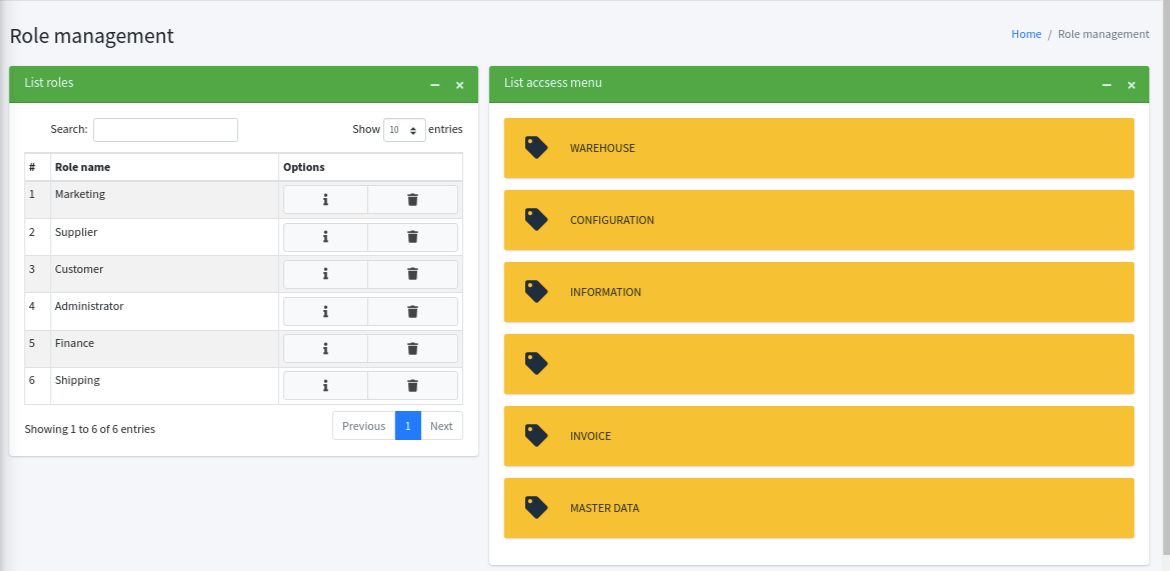 Role management
Home / Role management
List roles
Search:
Show 10 entries
# Role name Options
1 Marketing
2 Supplier
3 Customer
4 Administrator
5 Finance
6 Shipping
Showing 1 to 6 of 6 entries
Previous 1 Next
List accsess menu
WAREHOUSE
CONFIGURATION
INFORMATION
INVOICE
MASTER DATA